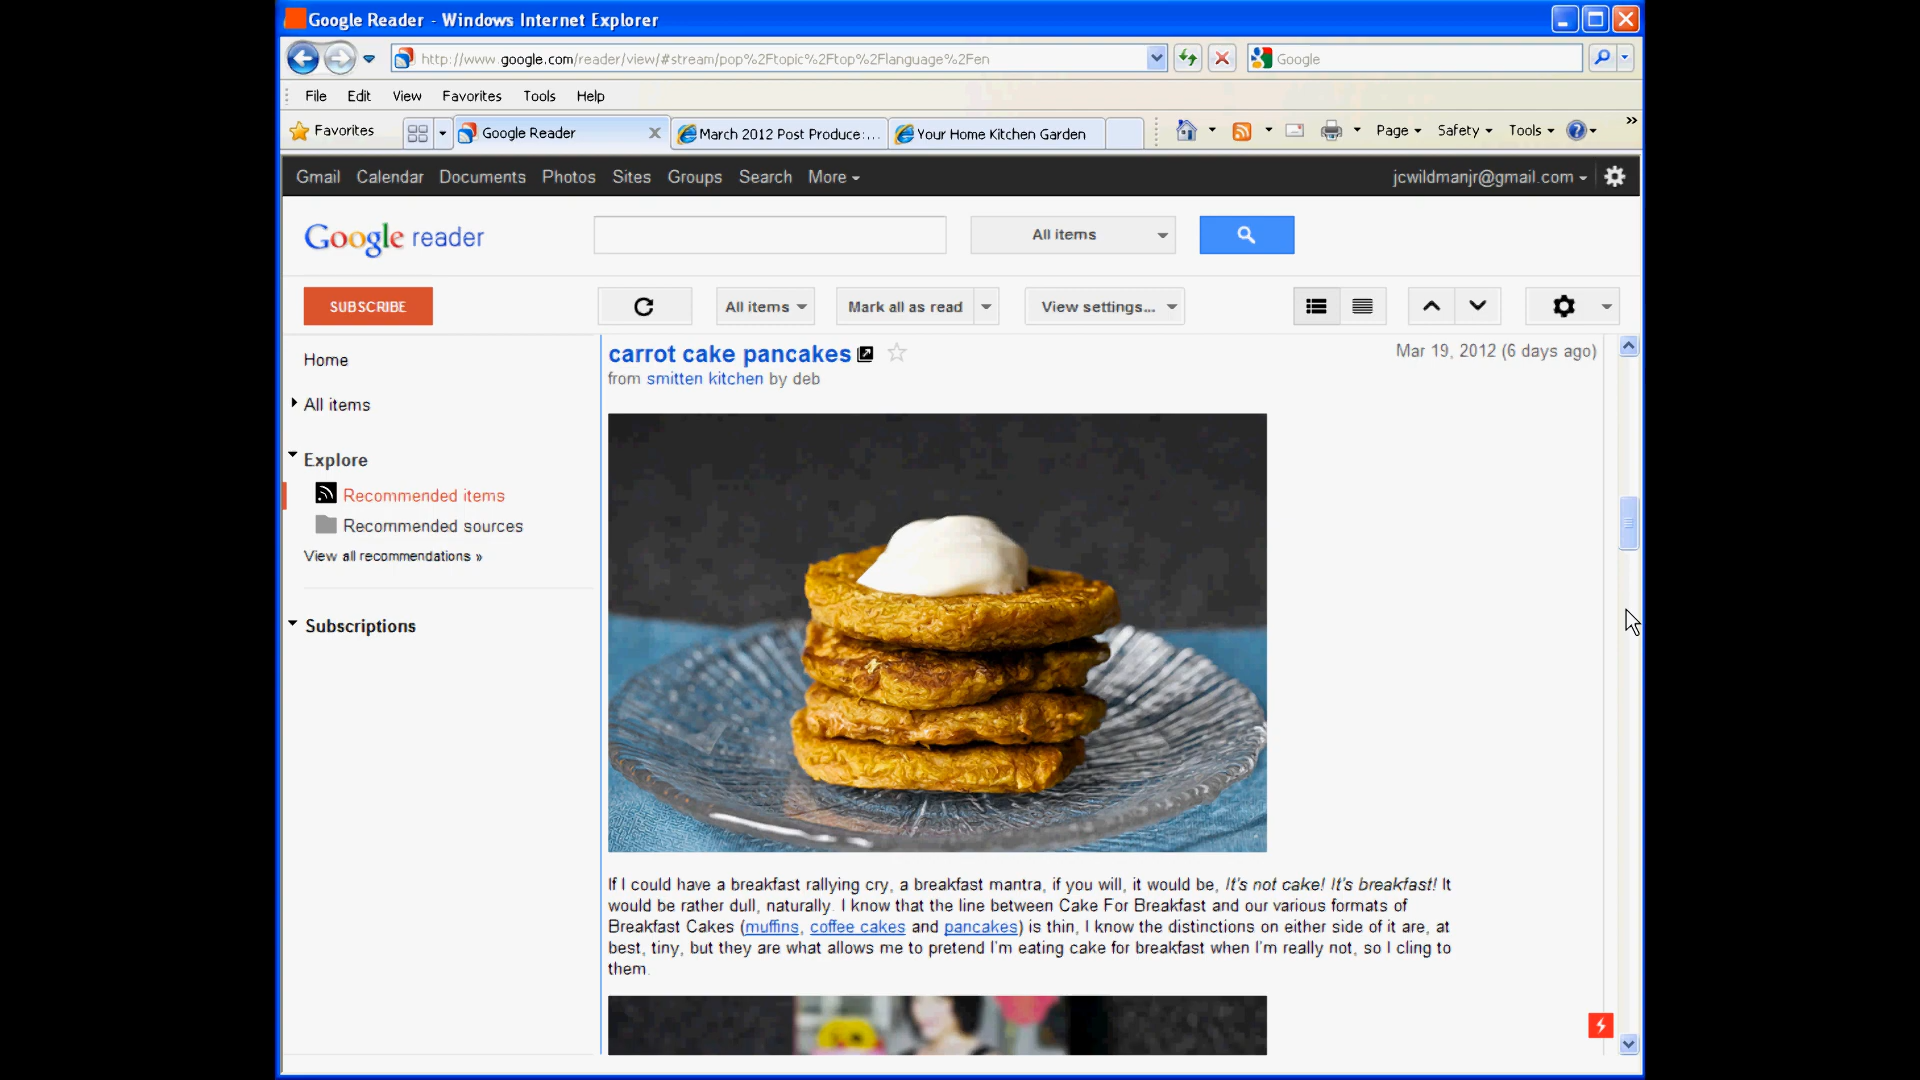 Google Reader - Windows Internet Explorer
http://www.google.com/reader/view/#stream/pop%2Ftopic%2Ftop%2Flanguage%2Fen
Google
File Edit View Favorites Tools Help
Favorites
Google Reader
March 2012 Post Produce:...
Your Home Kitchen Garden
Page Safety Tools »
Gmail Calendar Documents Photos Sites Groups Search More
jcwildmanjr@gmail.com
Google reader
All items
SUBSCRIBE
All items
Mark all as read
View settings...
Home
All items
Explore
Recommended items
Recommended sources
View all recommendations »
Subscriptions
carrot cake pancakes
Mar 19, 2012 (6 days ago)
from smitten kitchen by deb
If I could have a breakfast rallying cry, a breakfast mantra, if you will, it would be, It's not cake! It's breakfast! It
would be rather dull, naturally. I know that the line between Cake For Breakfast and our various formats of
Breakfast Cakes (muffins, coffee cakes and pancakes) is thin, I know the distinctions on either side of it are, at
best, tiny, but they are what allows me to pretend I'm eating cake for breakfast when I'm really not, so I cling to
them.